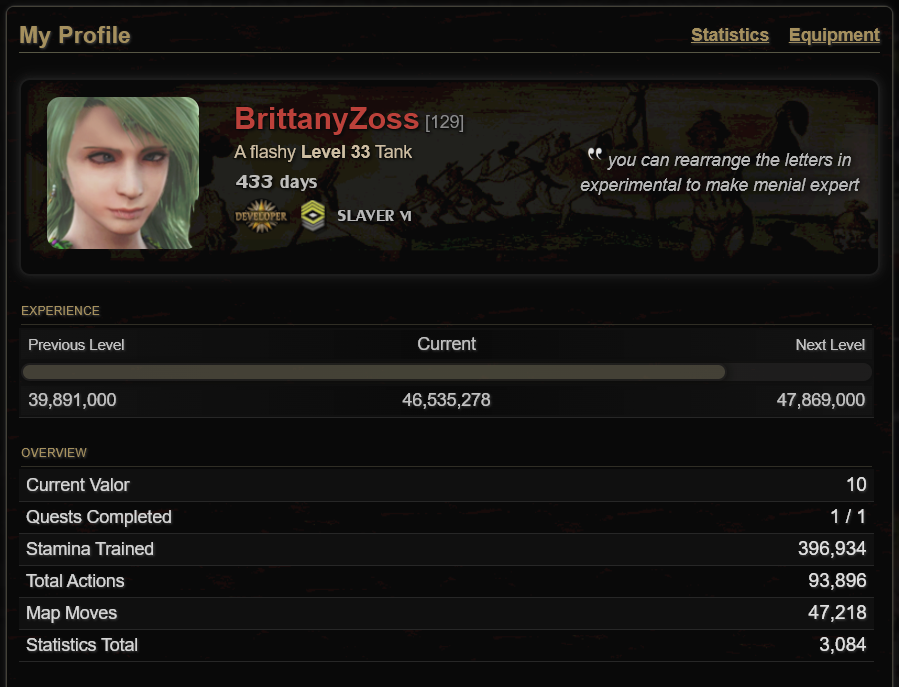 My Profile
Statistics Equipment
BrittanyZoss [129]
A flashy Level 33 Tank
433 days
DEVELOPER SLAVER VI
" you can rearrange the letters in
experimental to make menial expert
EXPERIENCE
Previous Level Current Next Level
39,891,000 46,535,278 47,869,000
OVERVIEW
Current Valor 10
Quests Completed 1 / 1
Stamina Trained 396,934
Total Actions 93,896
Map Moves 47,218
Statistics Total 3,084